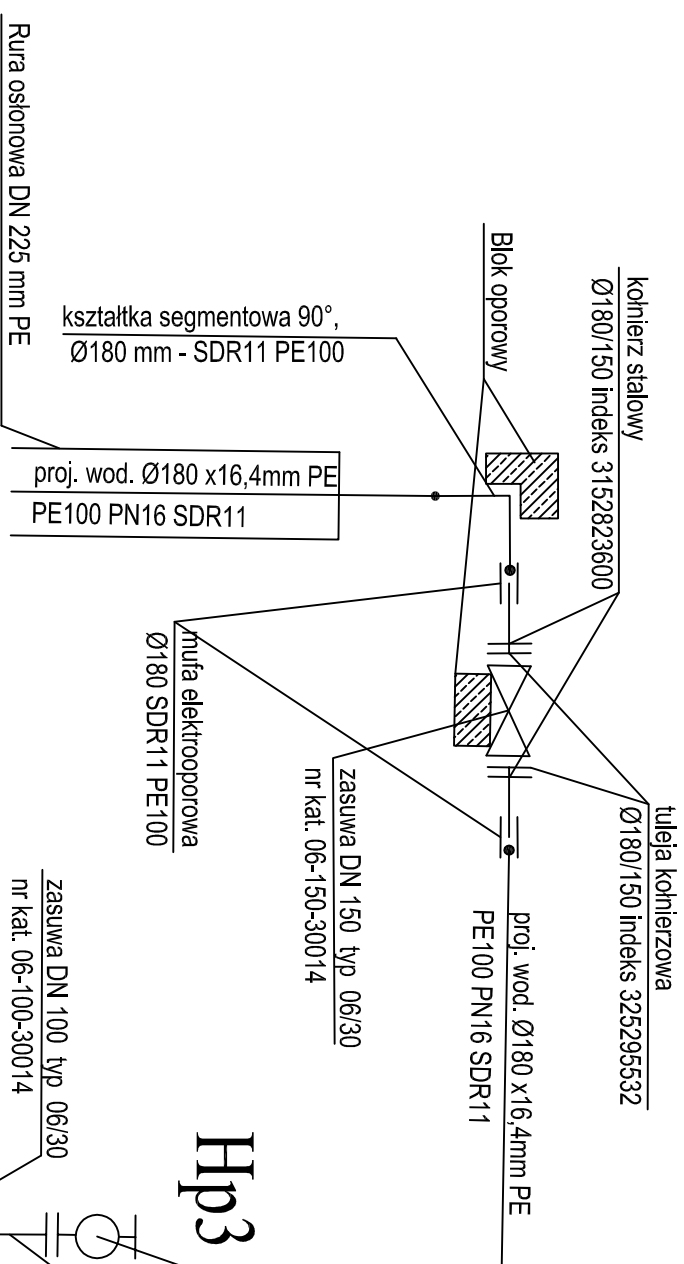 kołnierz stalowy
Ø180/150 indeks 3152823600
tuleja kołnierzowa
Ø180/150 indeks 325295532
Blok oporowy
kształtka segmentowa 90°,
Ø180 mm - SDR11 PE100
Rura osłonowa DN 225 mm PE
proj. wod. Ø180 x16,4mm PE
PE100 PN16 SDR11
mufa elektrooporowa
Ø180 SDR11 PE100
zasuwa DN 150 typ 06/30
nr kat. 06-150-30014
proj. wod. Ø180 x16,4mm PE
PE100 PN16 SDR11
Hp3
zasuwa DN 100 typ 06/30
nr kat. 06-100-30014